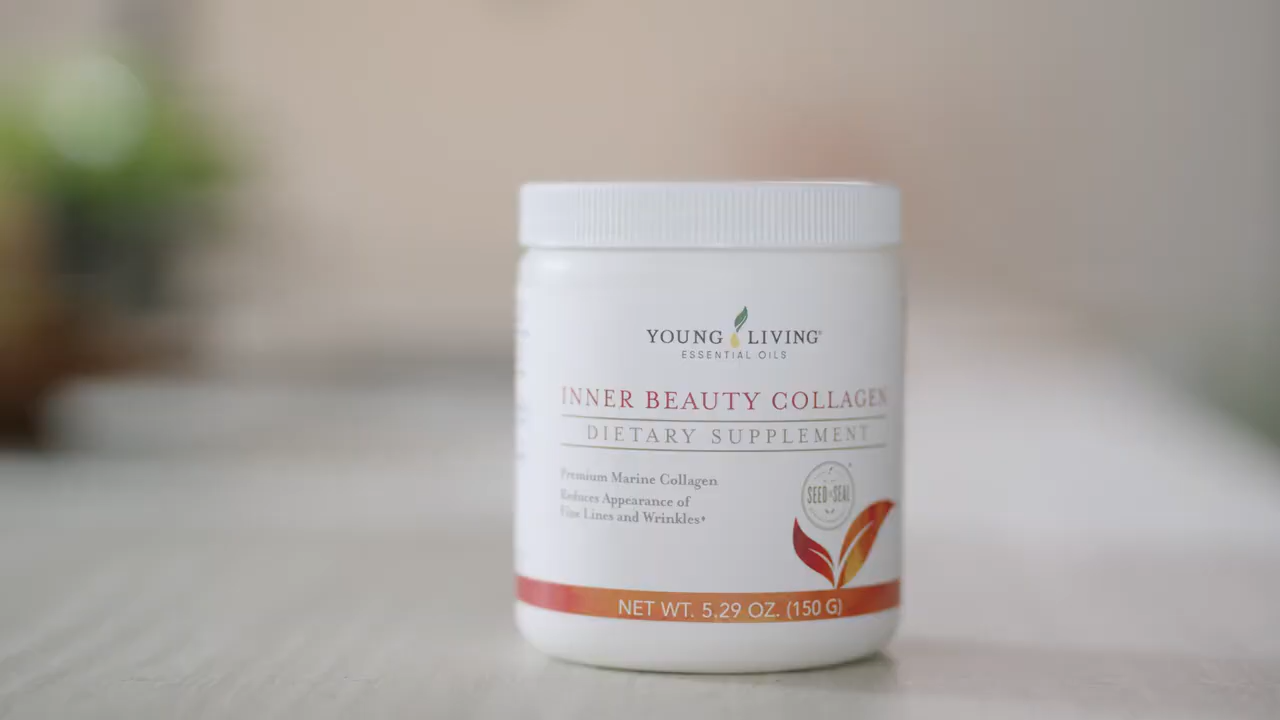 YOUNG LIVING®
ESSENTIAL OILS
INNER BEAUTY COLLAGEN
DIETARY SUPPLEMENT
Premium Marine Collagen
Reduces Appearance of
Fine Lines and Wrinkles†
SEED TO SEAL
NET WT. 5.29 OZ. (150 G)